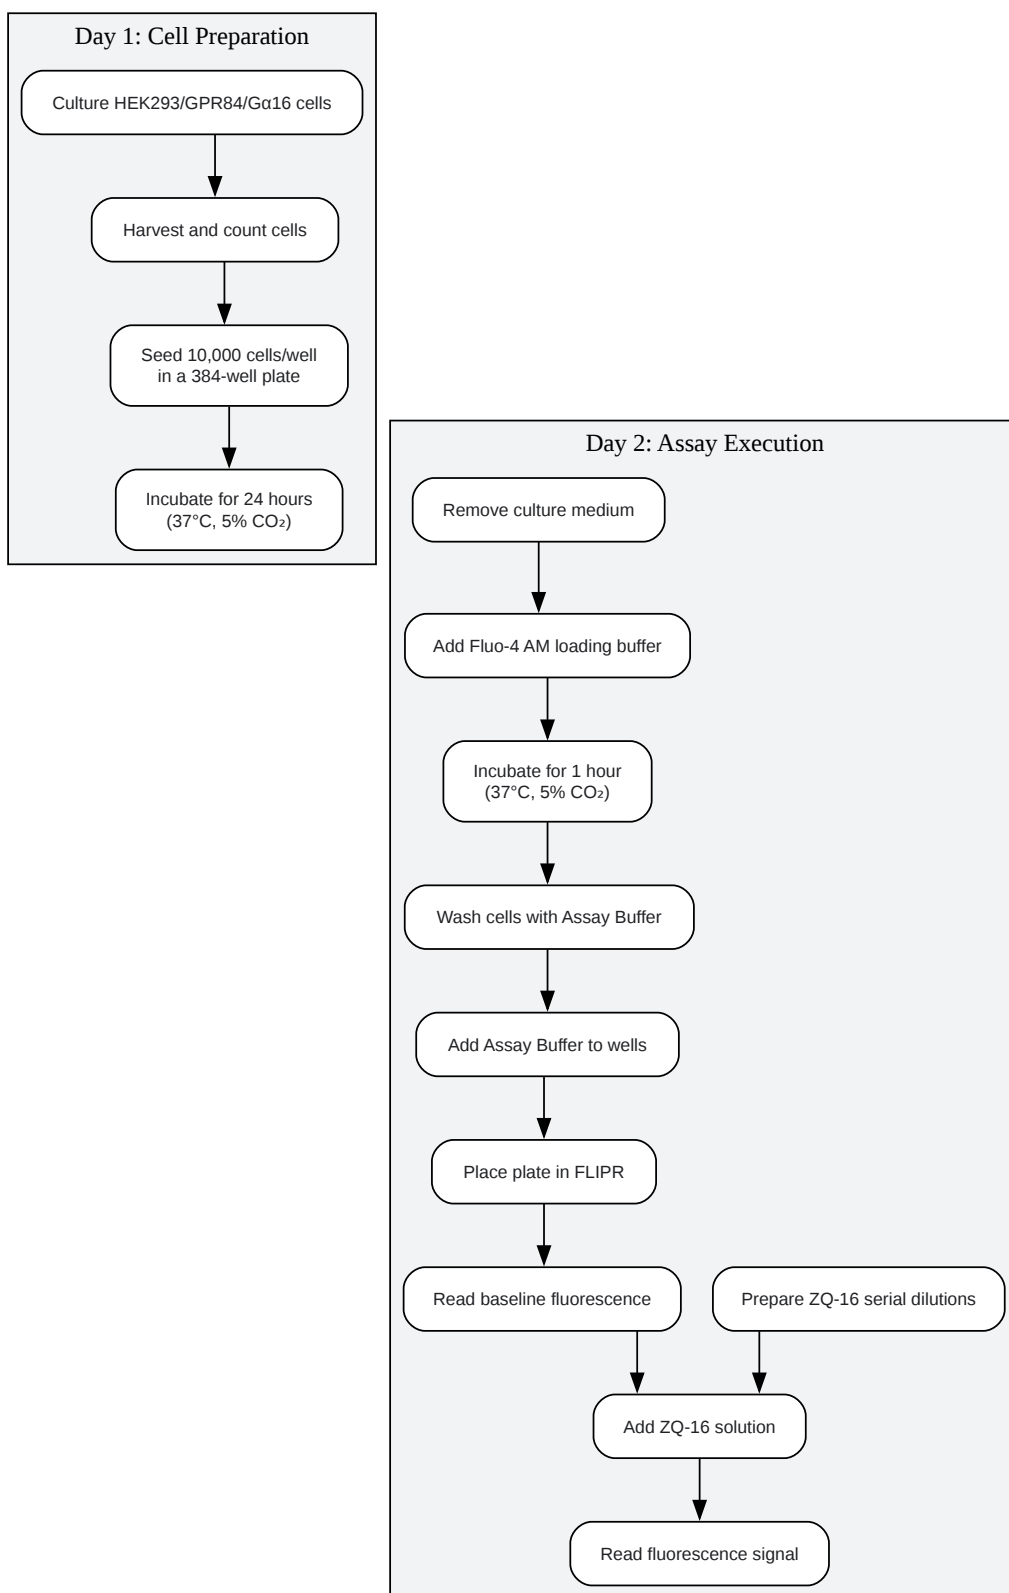 Day 1: Cell Preparation
Culture HEK293/GPR84/Gα16 cells
Harvest and count cells
Seed 10,000 cells/well
in a 384-well plate
Incubate for 24 hours
(37°C, 5% CO₂)
Day 2: Assay Execution
Remove culture medium
Add Fluo-4 AM loading buffer
Incubate for 1 hour
(37°C, 5% CO₂)
Wash cells with Assay Buffer
Add Assay Buffer to wells
Place plate in FLIPR
Read baseline fluorescence
Prepare ZQ-16 serial dilutions
Add ZQ-16 solution
Read fluorescence signal